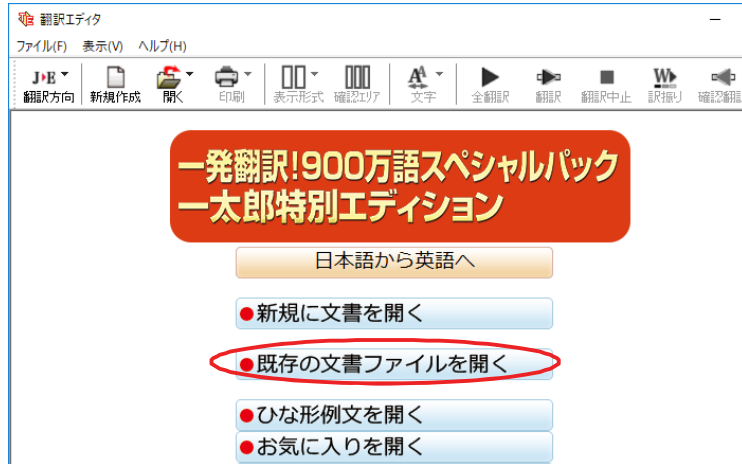 翻訳エディタ
ファイル(F) 表示(V) ヘルプ(H)
J▸E
翻訳方向 新規作成 開く 印刷 表示形式 確認エリア 文字 全翻訳 翻訳 翻訳中止 訳振り 確認翻訳
一発翻訳!900万語スペシャルパック
一太郎特別エディション
日本語から英語へ
●新規に文書を開く
●既存の文書ファイルを開く
●ひな形例文を開く
●お気に入りを開く